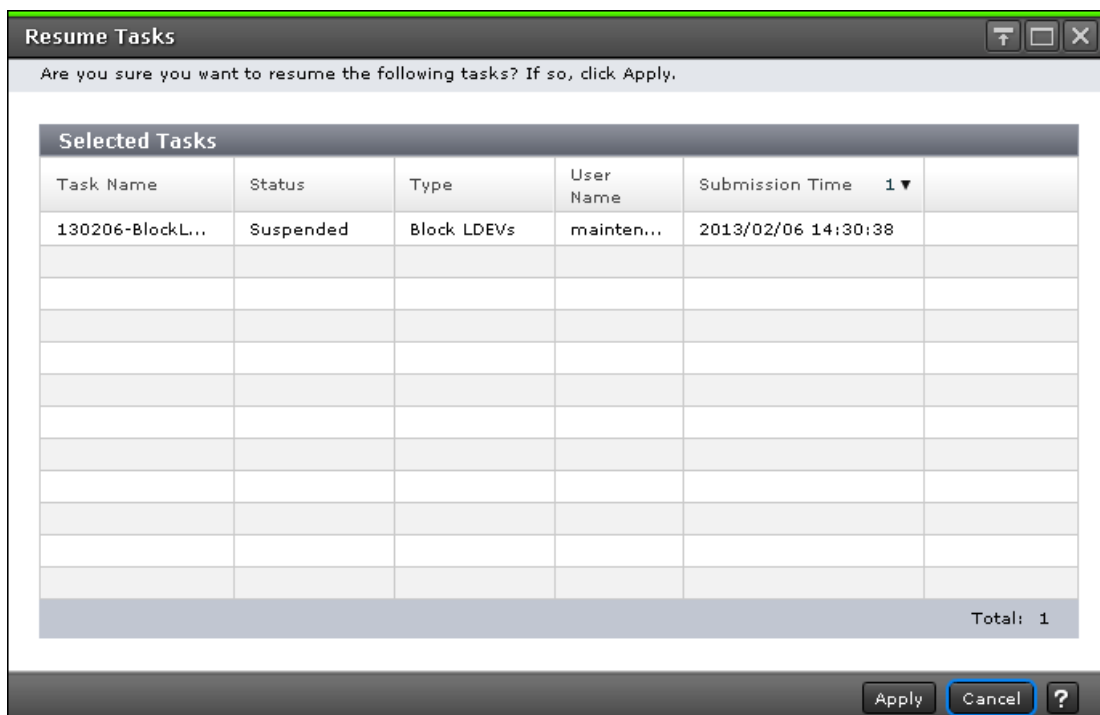 Resume Tasks
Are you sure you want to resume the following tasks? If so, click Apply.
Selected Tasks
Task Name Status Type User Name Submission Time 1▼
130206-BlockL... Suspended Block LDEVs mainten... 2013/02/06 14:30:38
Total: 1
Apply Cancel ?